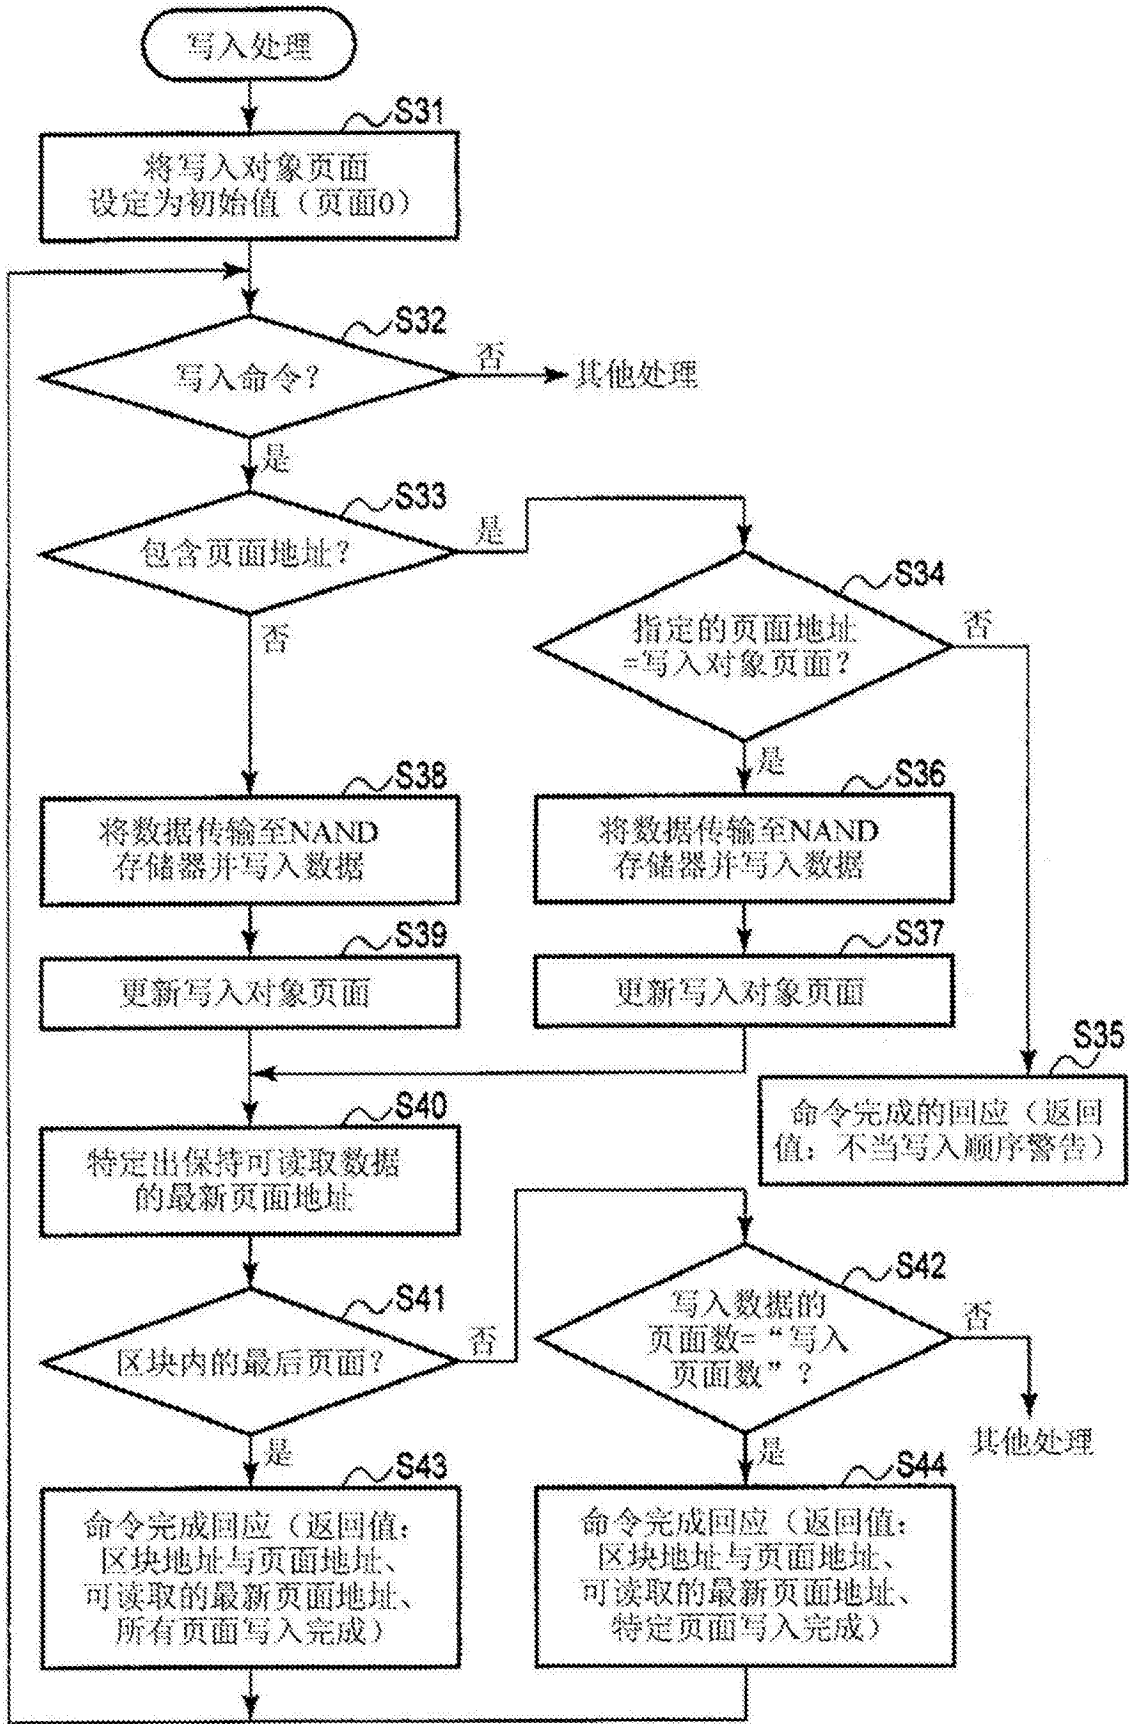 写入处理
S31
将写入对象页面
设定为初始值（页面0）
S32
写入命令？
否
其他处理
是
S33
包含页面地址？
是
否
S34
指定的页面地址
=写入对象页面？
否
是
S38
将数据传输至NAND
存储器并写入数据
S36
将数据传输至NAND
存储器并写入数据
S39
更新写入对象页面
S37
更新写入对象页面
S35
命令完成的回应（返回
值：不当写入顺序警告）
S40
特定出保持可读取数据
的最新页面地址
S41
区块内的最后页面？
否
是
S42
写入数据的
页面数=“写入
页面数”？
否
其他处理
是
S43
命令完成回应（返回值：
区块地址与页面地址、
可读取的最新页面地址、
所有页面写入完成）
S44
命令完成回应（返回值：
区块地址与页面地址、
可读取的最新页面地址、
特定页面写入完成）